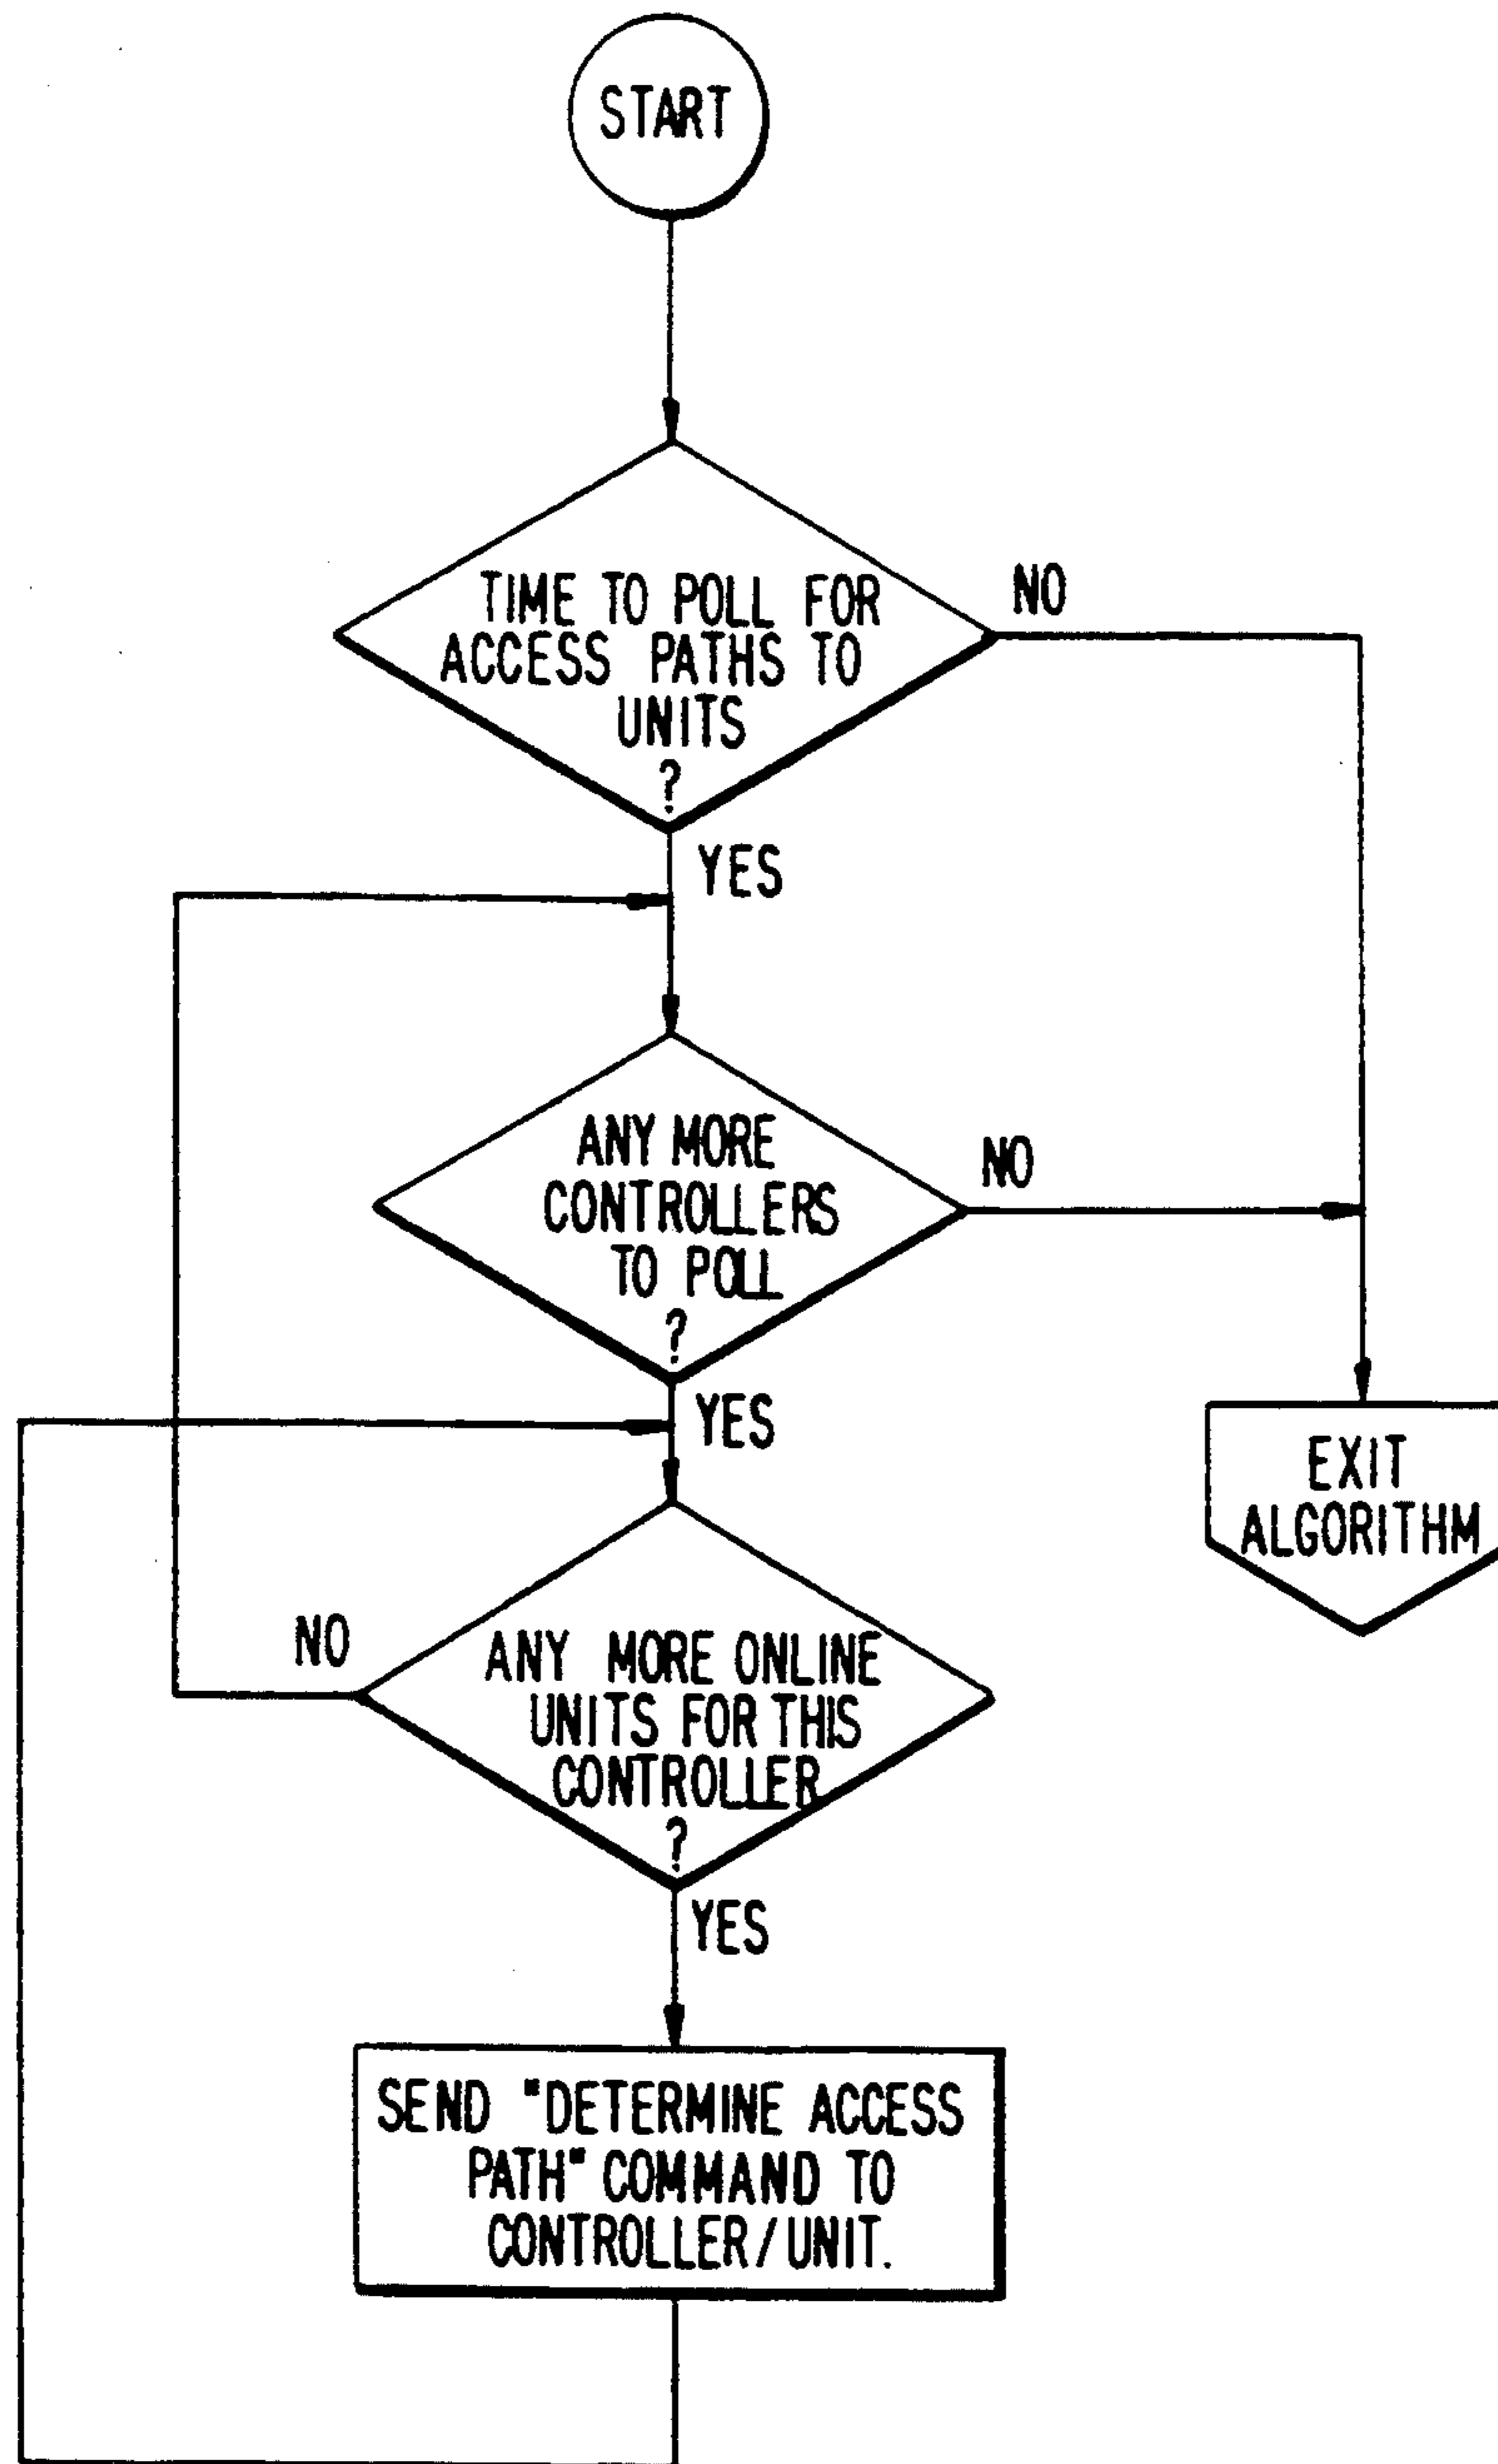 START
TIME TO POLL FOR
ACCESS PATHS TO
UNITS
?
NO
YES
ANY MORE
CONTROLLERS
TO POLL
?
NO
YES
EXIT
ALGORITHM
ANY MORE ONLINE
UNITS FOR THIS
CONTROLLER
?
NO
YES
SEND "DETERMINE ACCESS
PATH" COMMAND TO
CONTROLLER/UNIT.